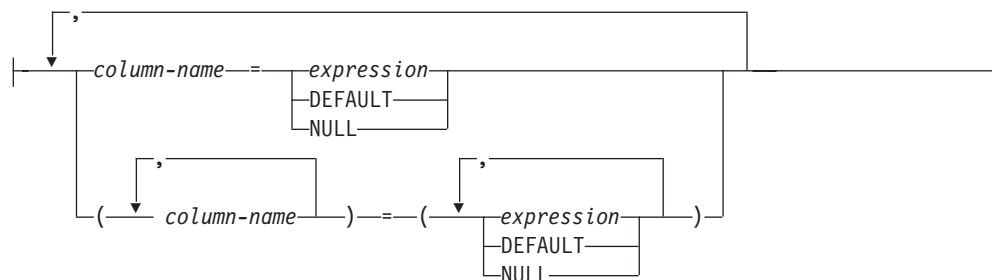 ,
column-name = expression
DEFAULT
NULL
, ,
( column-name ) = ( expression )
DEFAULT
NULL